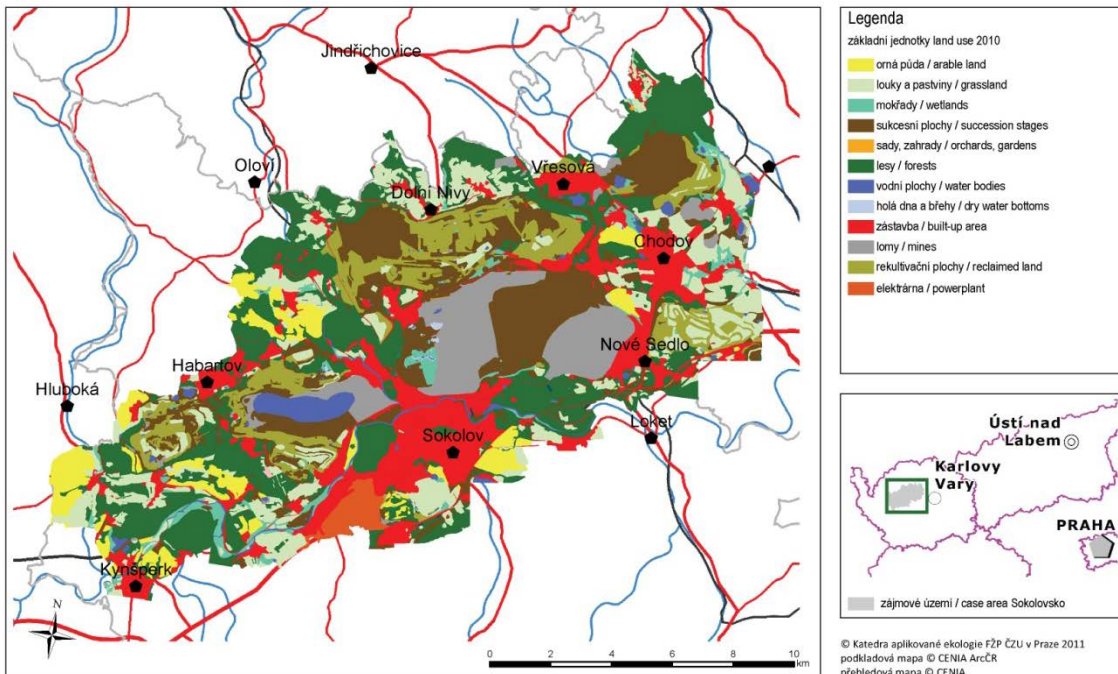 Jindřichovice
Oloví
Vřesová
Dolní Nivy
Chodov
Nové Sedlo
Habartov
Hluboká
Loket
Sokolov
Kynšperk
N
0 2 4 6 8 10
km
Legenda
základní jednotky land use 2010
orná půda / arable land
louky a pastviny / grassland
mokřady / wetlands
sukcesní plochy / succession stages
sady, zahrady / orchards, gardens
lesy / forests
vodní plochy / water bodies
holá dna a břehy / dry water bottoms
zástavba / built-up area
lomy / mines
rekultivační plochy / reclaimed land
elektrárna / powerplant
Ústí nad
Labem
Karlovy
Vary
PRAHA
zájmové území / case area Sokolovsko
© Katedra aplikované ekologie FŽP ČZU v Praze 2011
podkladová mapa © CENIA ArcČR
přehledová mapa © CENIA